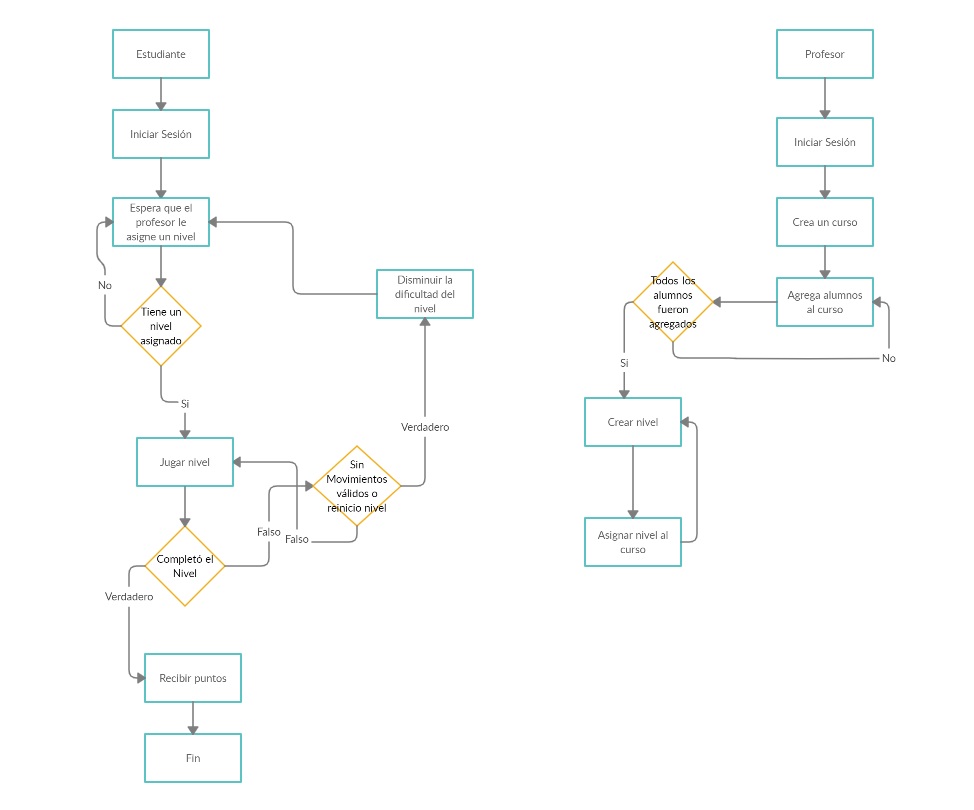 Estudiante
Iniciar Sesión
Espera que el
profesor le
asigne un nivel
No
Tiene un
nivel
asignado
Si
Jugar nivel
Completó el
Nivel
Falso
Falso
Sin
Movimientos
válidos o
reinicio nivel
Verdadero
Disminuir la
dificultad del
nivel
Verdadero
Recibir puntos
Fin
Profesor
Iniciar Sesión
Crea un curso
Agrega alumnos
al curso
Todos los
alumnos
fueron
agregados
No
Si
Crear nivel
Asignar nivel al
curso